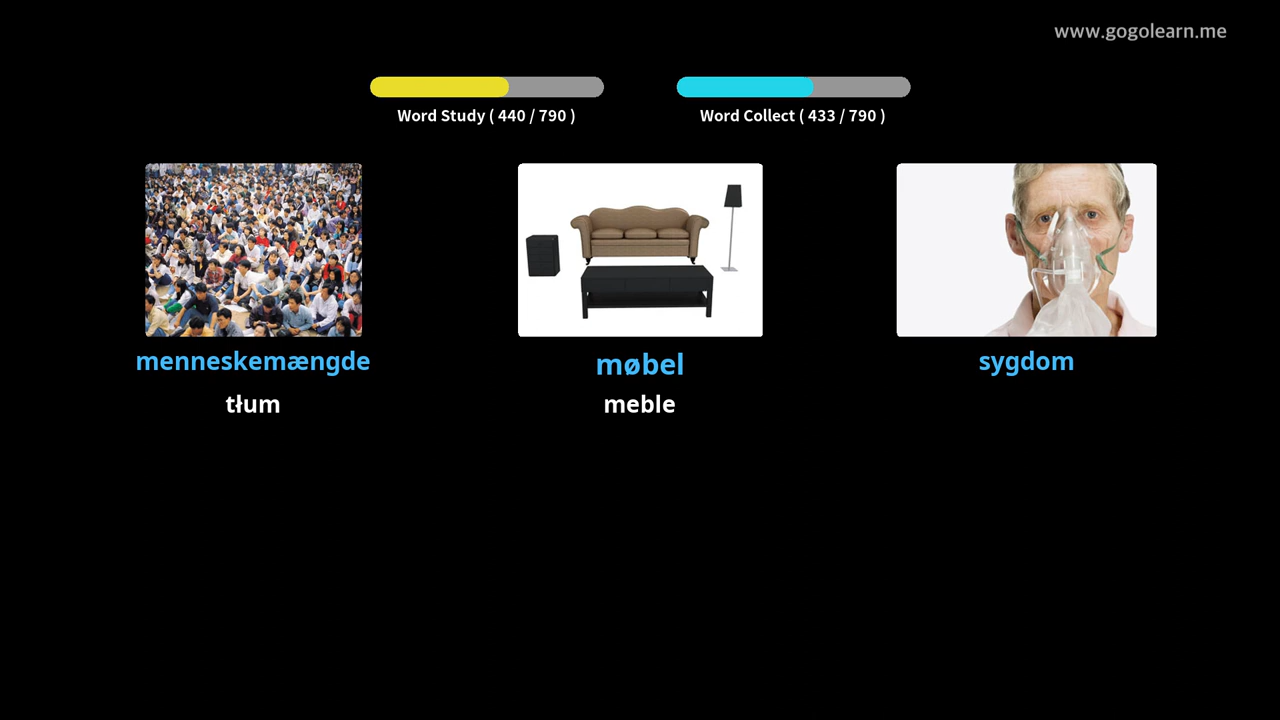 www.gogolearn.me
Word Study ( 440 / 790 )
Word Collect ( 433 / 790 )
menneskemængde
møbel
sygdom
tłum
meble